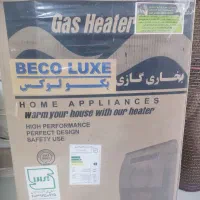 Gas Heater
BECO LUXE
بکو لوکس
بخاری گازی
HOME APPLIANCES
warm your house with our heater
HIGH PERFORMANCE
PERFECT DESIGN
SAFETY USE